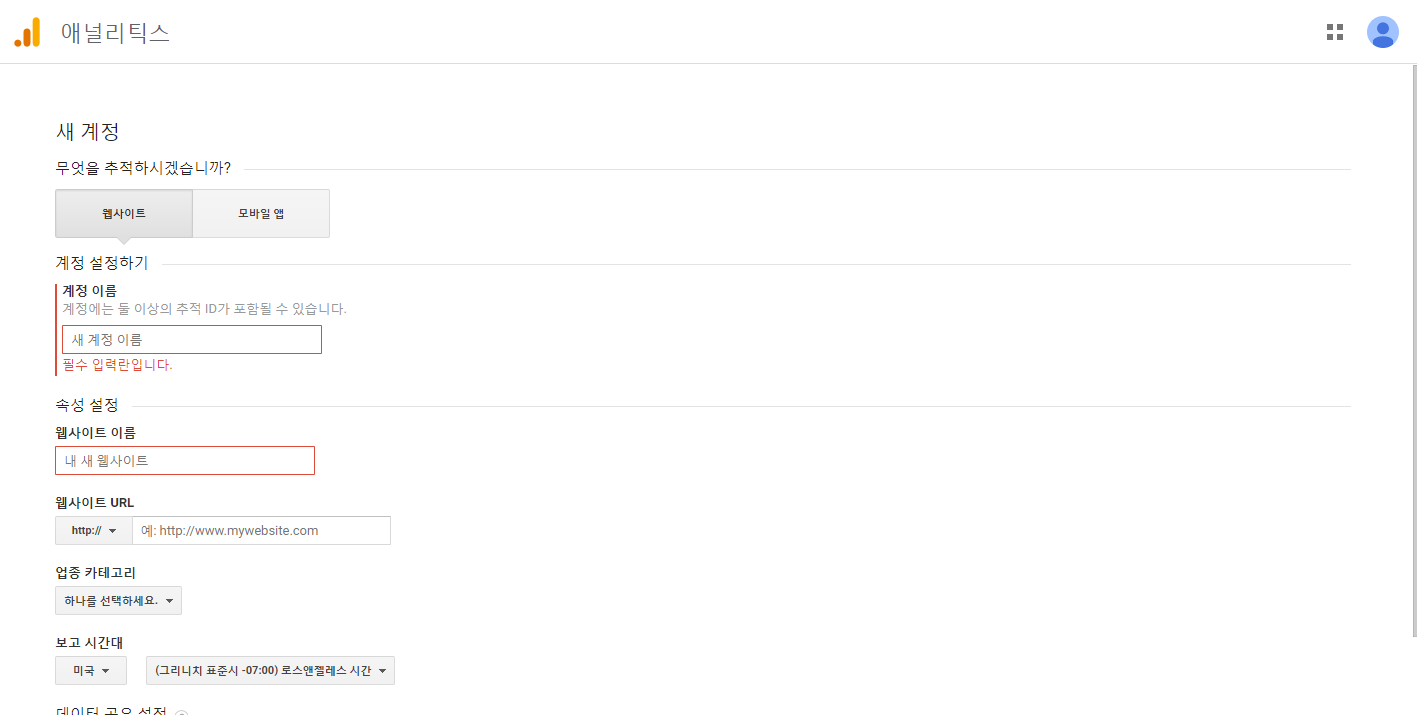 애널리틱스
새 계정
무엇을 추적하시겠습니까?
웹사이트 모바일 앱
계정 설정하기
계정 이름
계정에는 둘 이상의 추적 ID가 포함될 수 있습니다.
새 계정 이름
필수 입력란입니다.
속성 설정
웹사이트 이름
내 새 웹사이트
웹사이트 URL
http:// 예: http://www.mywebsite.com
업종 카테고리
하나를 선택하세요.
보고 시간대
미국 (그리니치 표준시 -07:00) 로스앤젤레스 시간
데이터 공유 설정